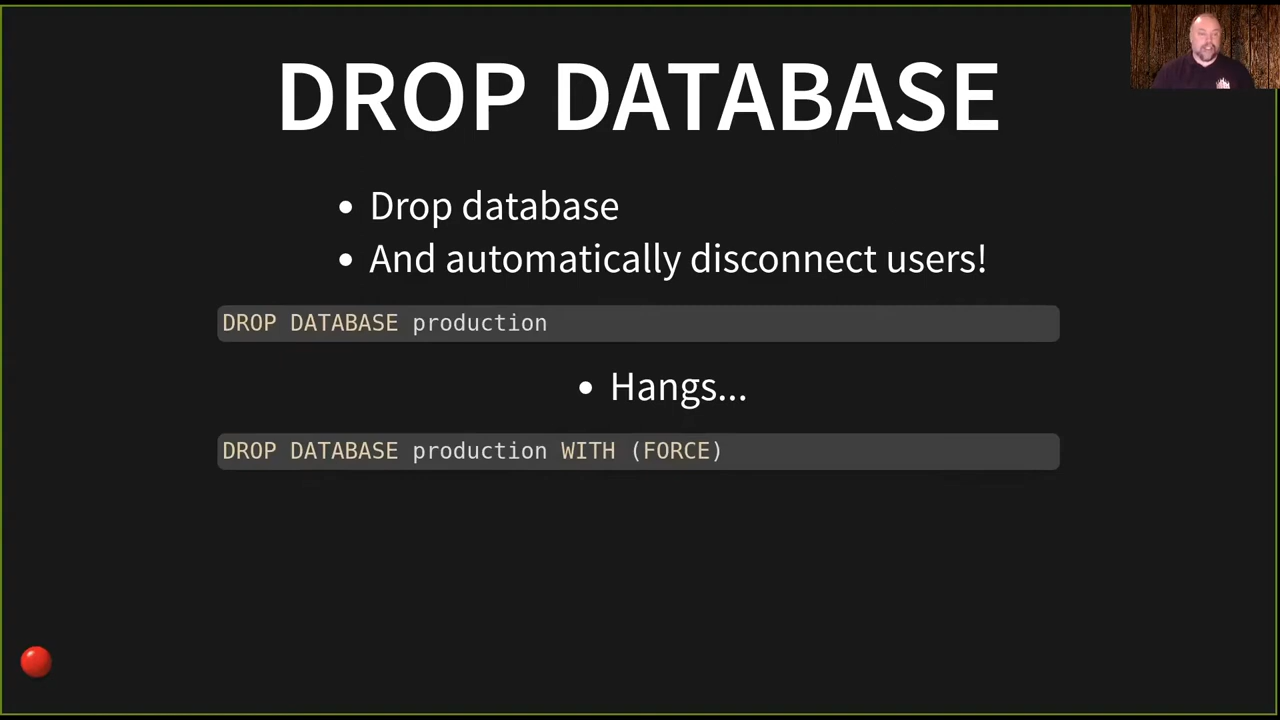 DROP DATABASE
• Drop database
• And automatically disconnect users!
DROP DATABASE production
• Hangs...
DROP DATABASE production WITH (FORCE)